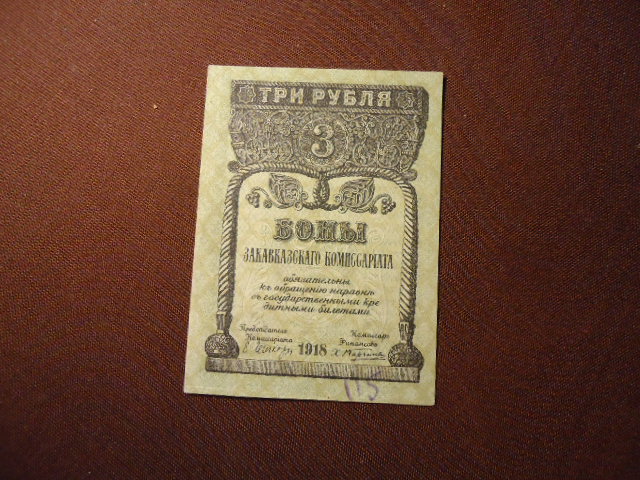 ТРИ РУБЛЯ
3
БОНЫ
ЗАКАВКАЗСКАГО КОМИССАРІАТА
обязательны
къ обращенію наравнѣ
съ государственными кре
дитными билетами
Предсѣдатель Комиссаръ
Комиссаріата Финансовъ
1918